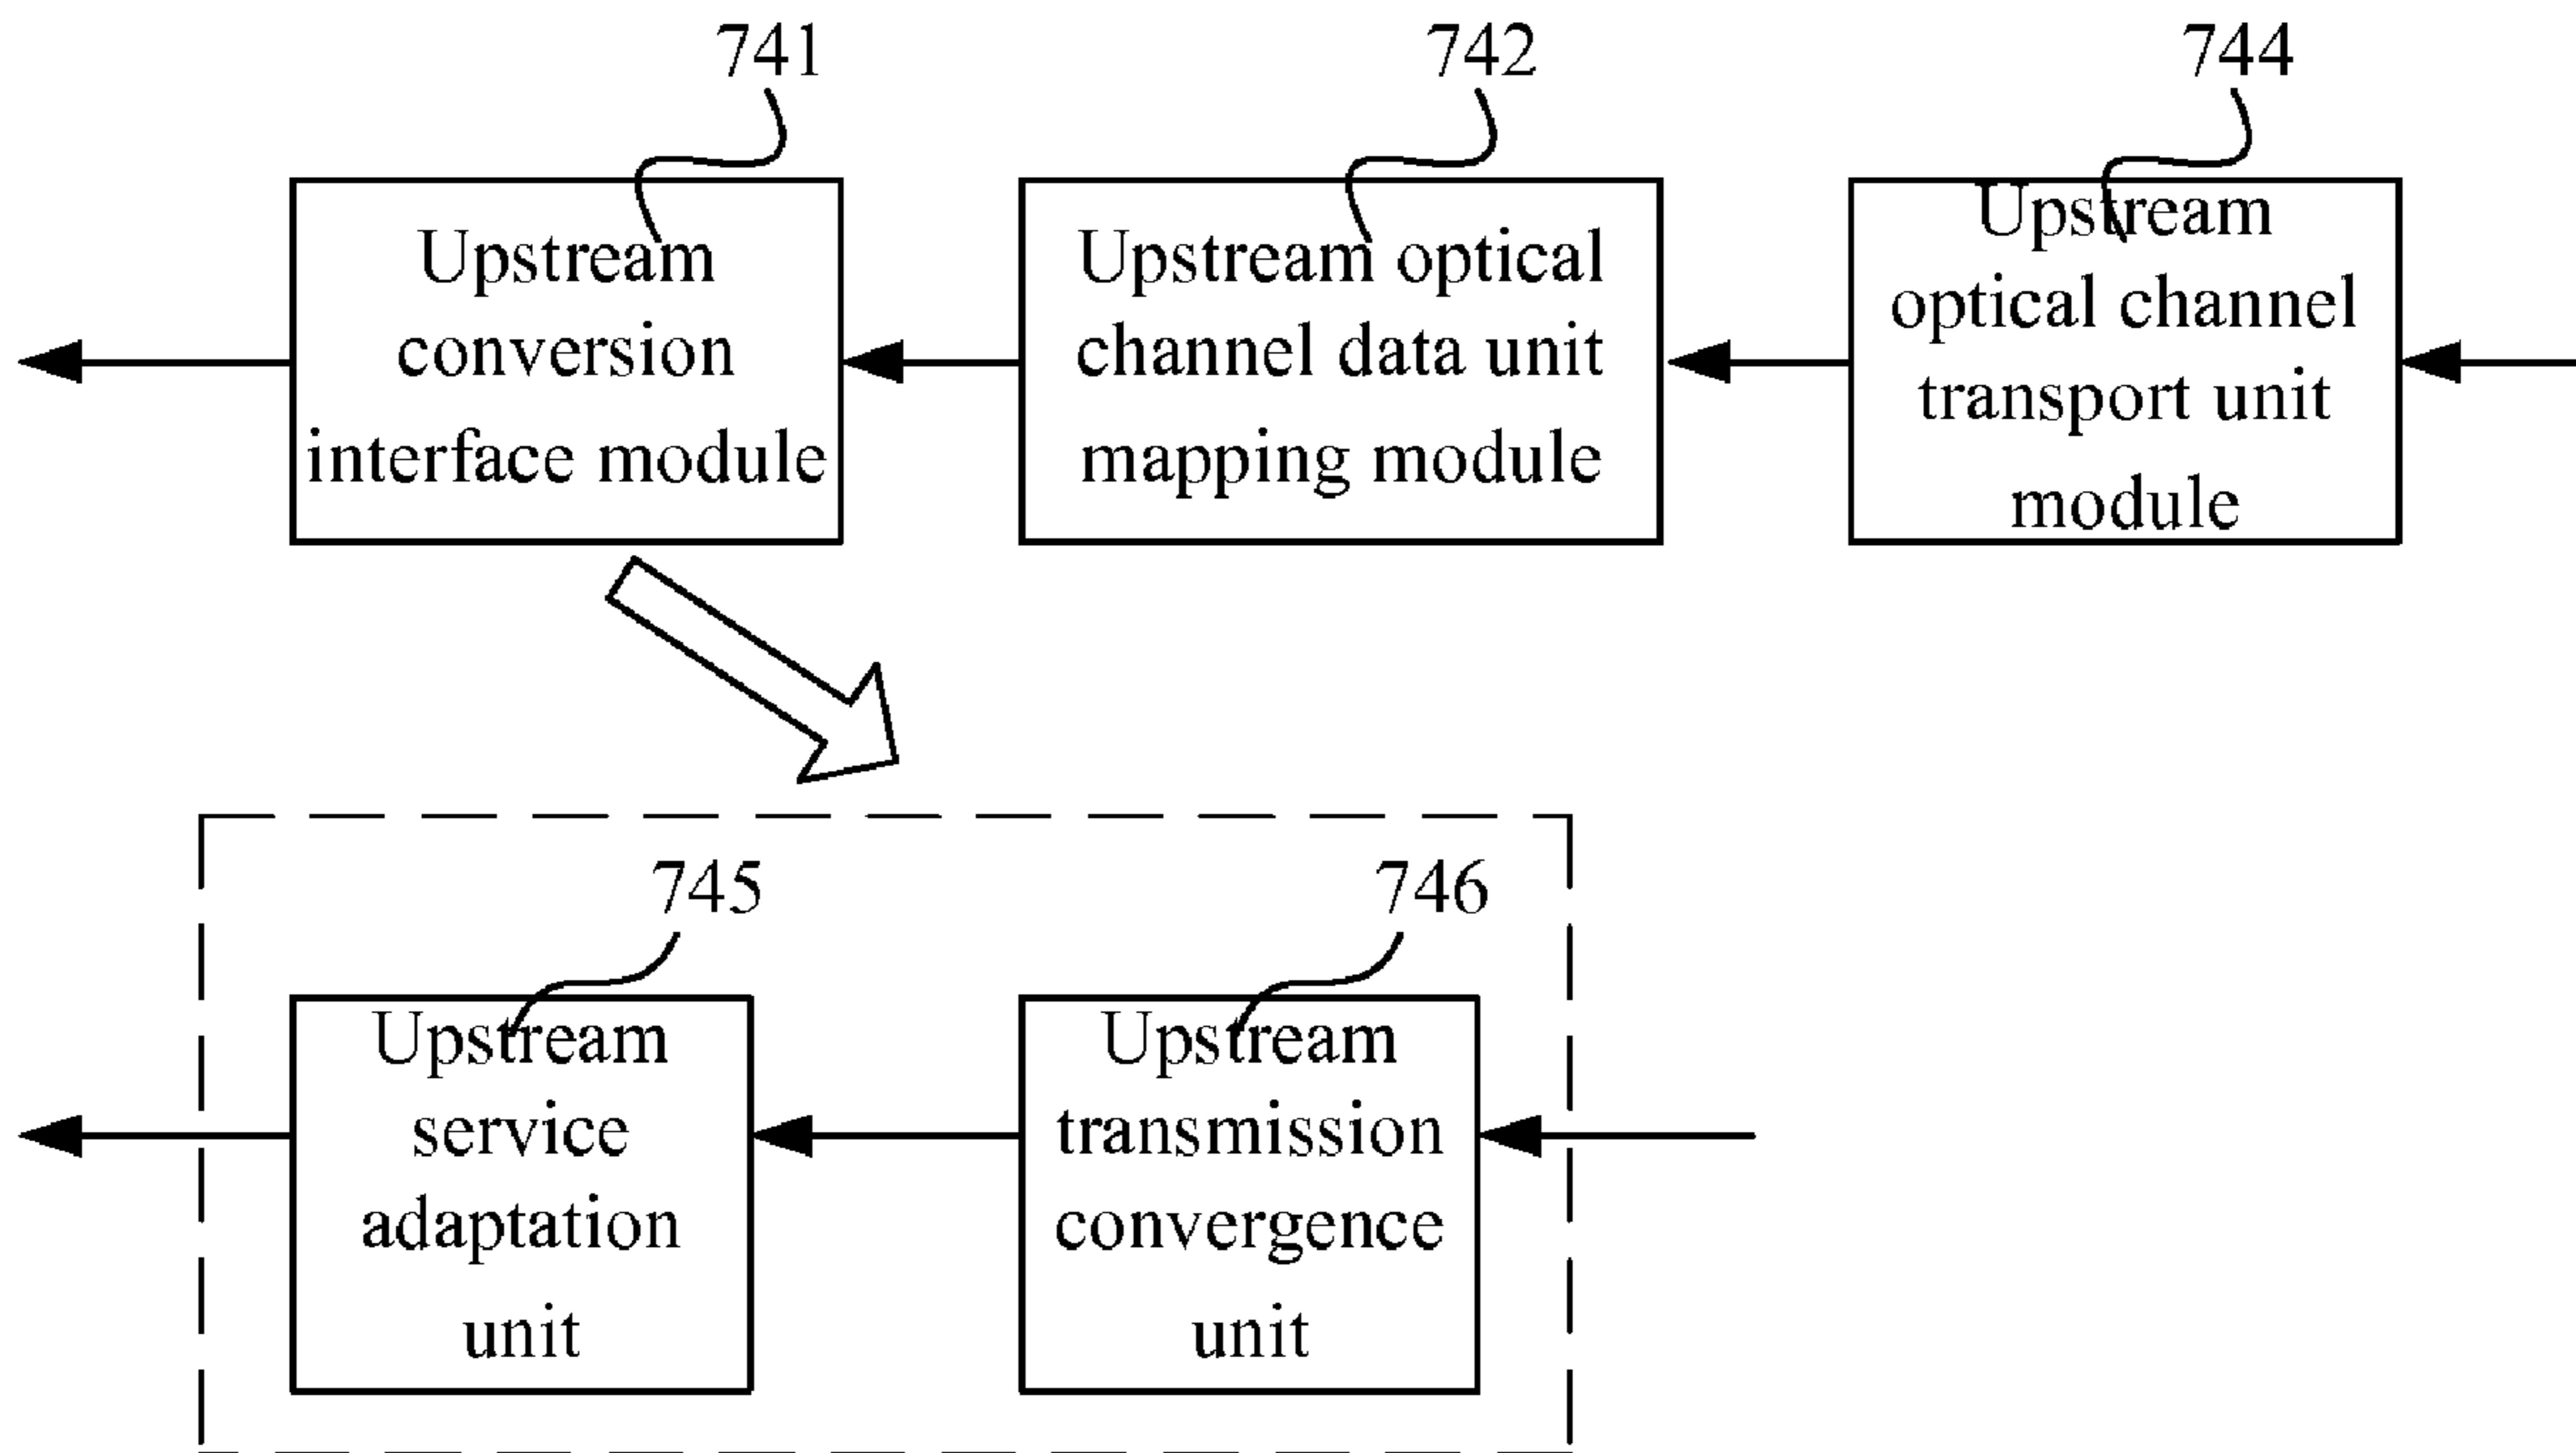 741
742
744
Upstream
conversion
interface module
Upstream optical
channel data unit
mapping module
Upstream
optical channel
transport unit
module
745
746
Upstream
service
adaptation
unit
Upstream
transmission
convergence
unit